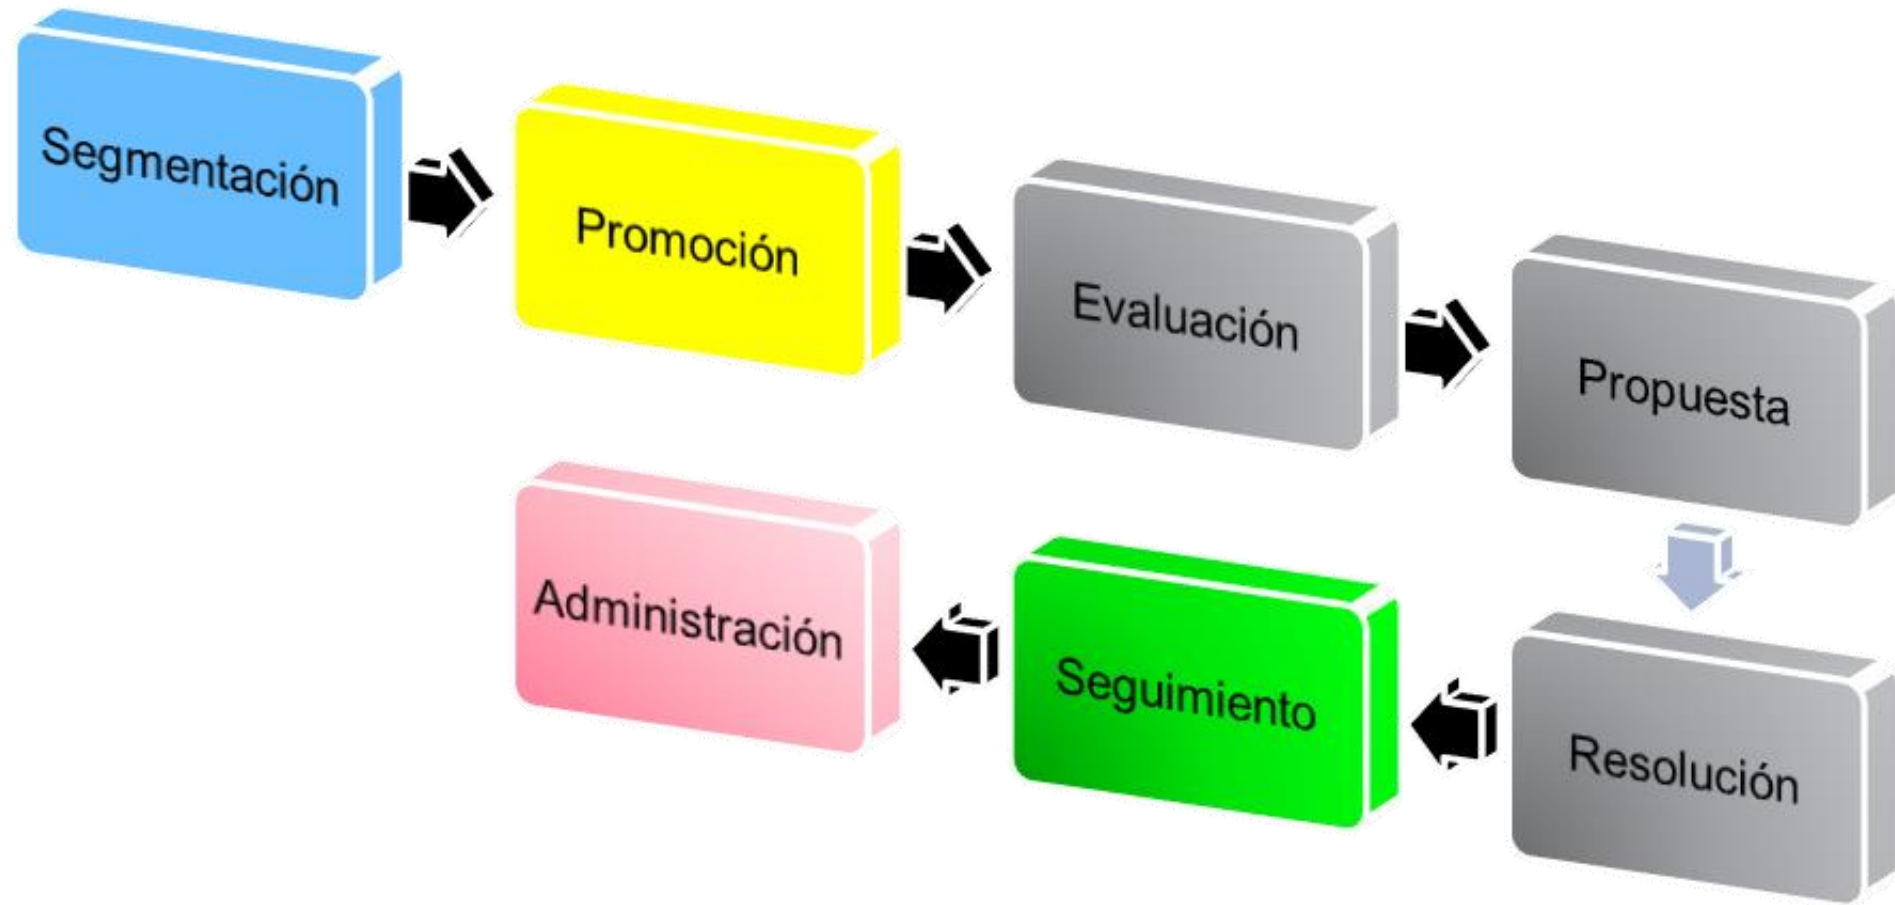 Segmentación
Promoción
Evaluación
Propuesta
Resolución
Seguimiento
Administración